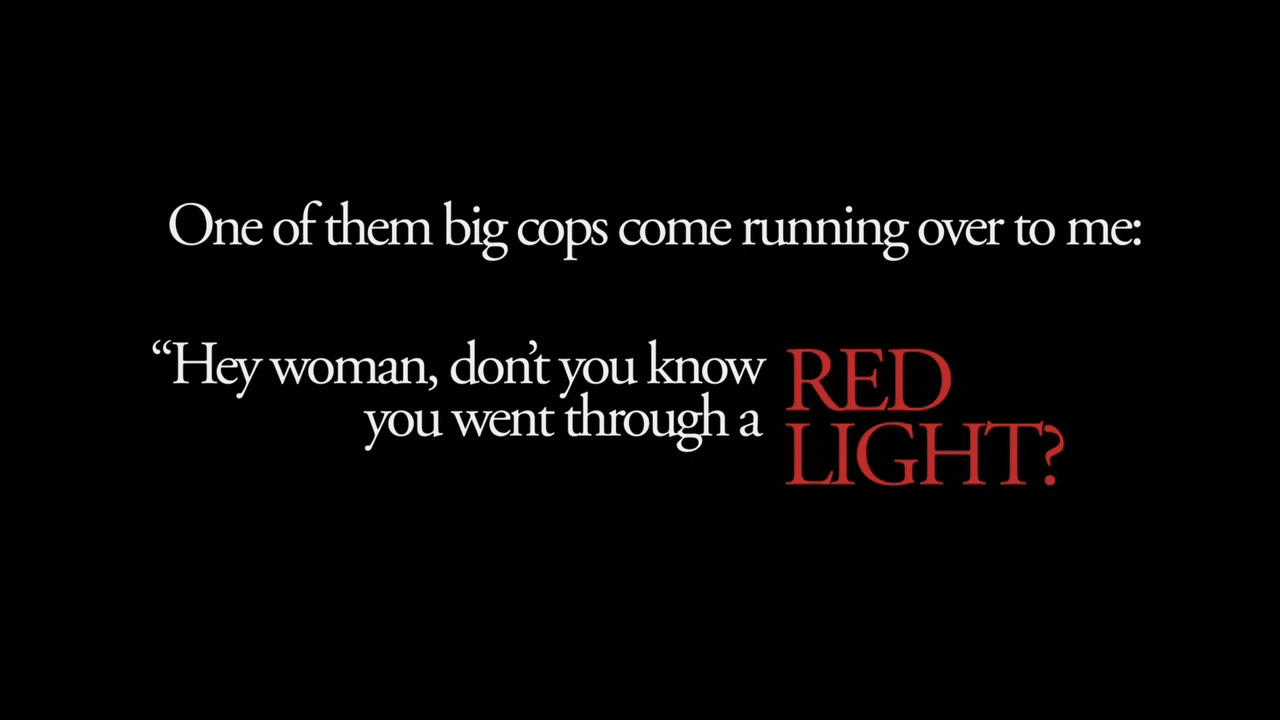 One of them big cops come running over to me:
“Hey woman, don’t you know
you went through a
RED
LIGHT?